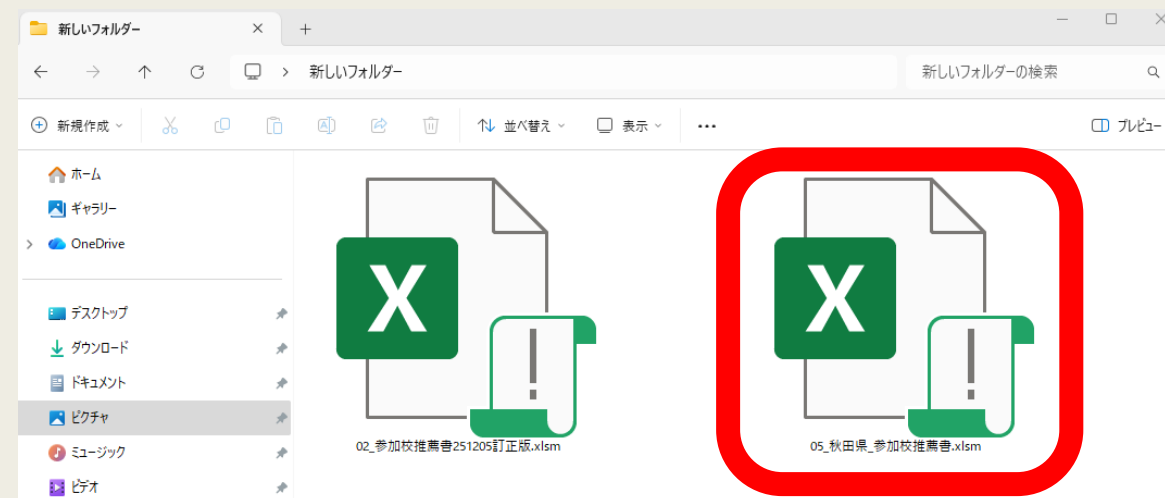 新しいフォルダー
新しいフォルダー
新しいフォルダーの検索
新規作成
並べ替え
表示
プレビュー
ホーム
ギャラリー
OneDrive
デスクトップ
ダウンロード
ドキュメント
ピクチャ
ミュージック
ビデオ
X
X
02_参加校推薦書251205訂正版.xlsm
05_秋田県_参加校推薦書.xlsm